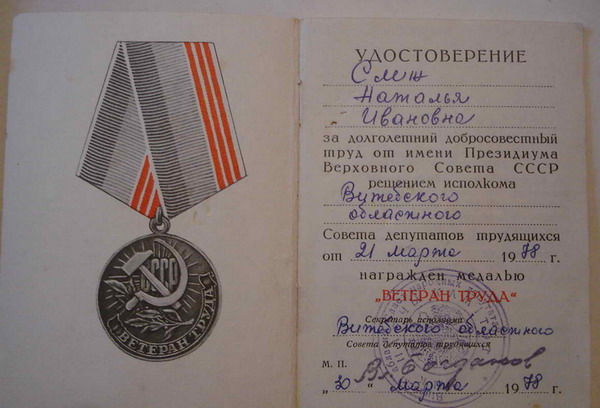 СССР
ВЕТЕРАН ТРУДА
УДОСТОВЕРЕНИЕ
Слиж
Наталья
Ивановна
за долголетний добросовестный
труд от имени Президиума
Верховного Совета СССР
решением исполкома
Витебского
областного
Совета депутатов трудящихся
от 21 марта 1978 г.
награжден медалью
„ВЕТЕРАН ТРУДА“
Секретарь исполкома
Витебского областного
Совета депутатов трудящихся
М. П.
„30“ марта 1978 г.